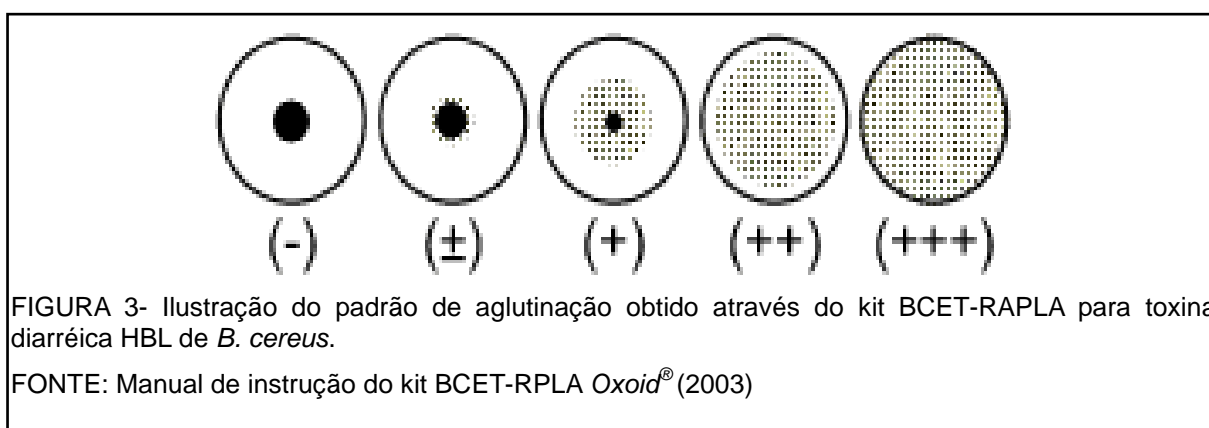 (-) (±) (+) (++) (+++)
FIGURA 3- Ilustração do padrão de aglutinação obtido através do kit BCET-RAPLA para toxina
diarréica HBL de B. cereus.
FONTE: Manual de instrução do kit BCET-RPLA Oxoid® (2003)